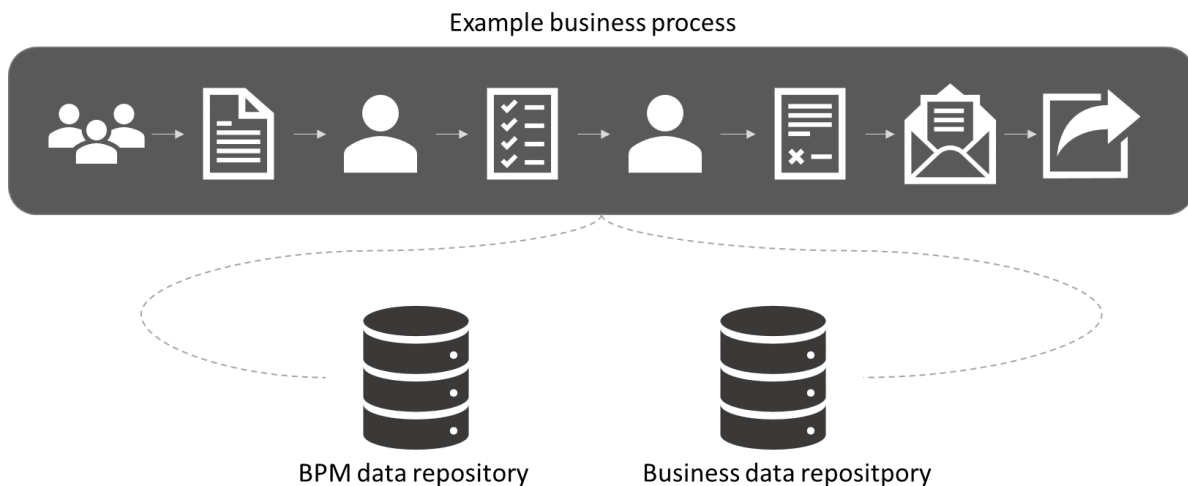 Example business process
BPM data repository
Business data repositpory